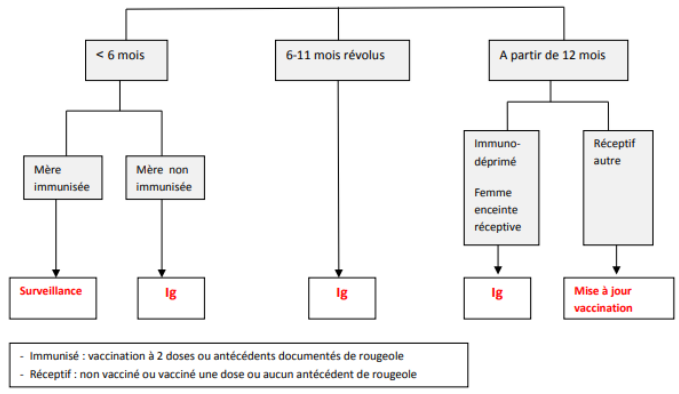 < 6 mois
6-11 mois révolus
A partir de 12 mois
Mère
immunisée
Mère non
immunisée
Immuno-
déprimé
Femme
enceinte
réceptive
Réceptif
autre
Surveillance
Ig
Ig
Ig
Mise à jour
vaccination
- Immunisé : vaccination à 2 doses ou antécédents documentés de rougeole
- Réceptif : non vacciné ou vacciné une dose ou aucun antécédent de rougeole